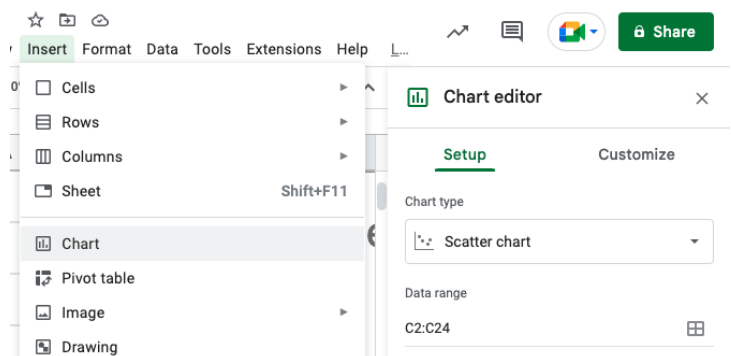 Insert Format Data Tools Extensions Help L...
Share
Cells
Rows
Columns
Sheet Shift+F11
Chart
Pivot table
Image
Drawing
Chart editor
Setup Customize
Chart type
Scatter chart
Data range
C2:C24